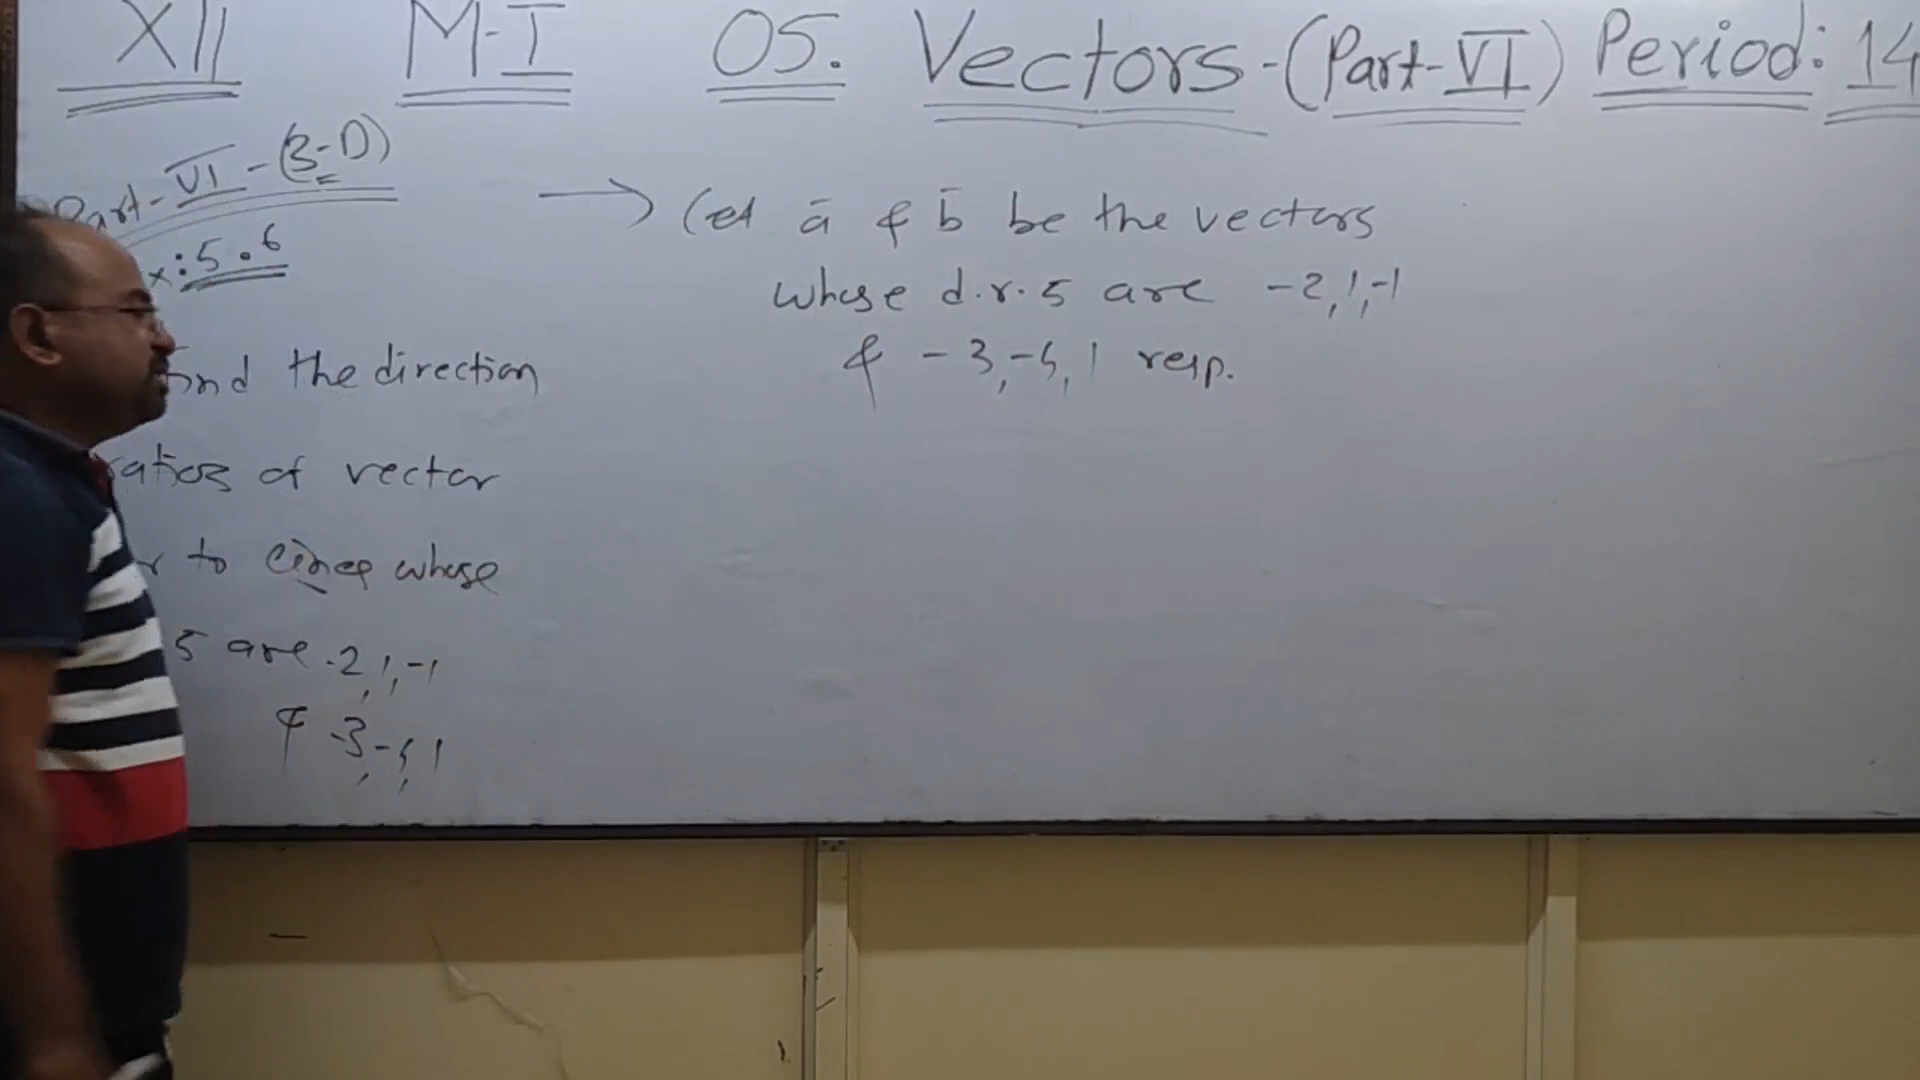 XII M-I 05. Vectors-(Part-VI) Period: 14
Part-VI-(3-D)
x:5.6
find the direction
ratios of vector
r to lines whose
5 are -2,1,-1
& -3,-4,1
→ Let ā & b̄ be the vectors
whose d.r.s are -2,1,-1
& -3,-4,1 resp.